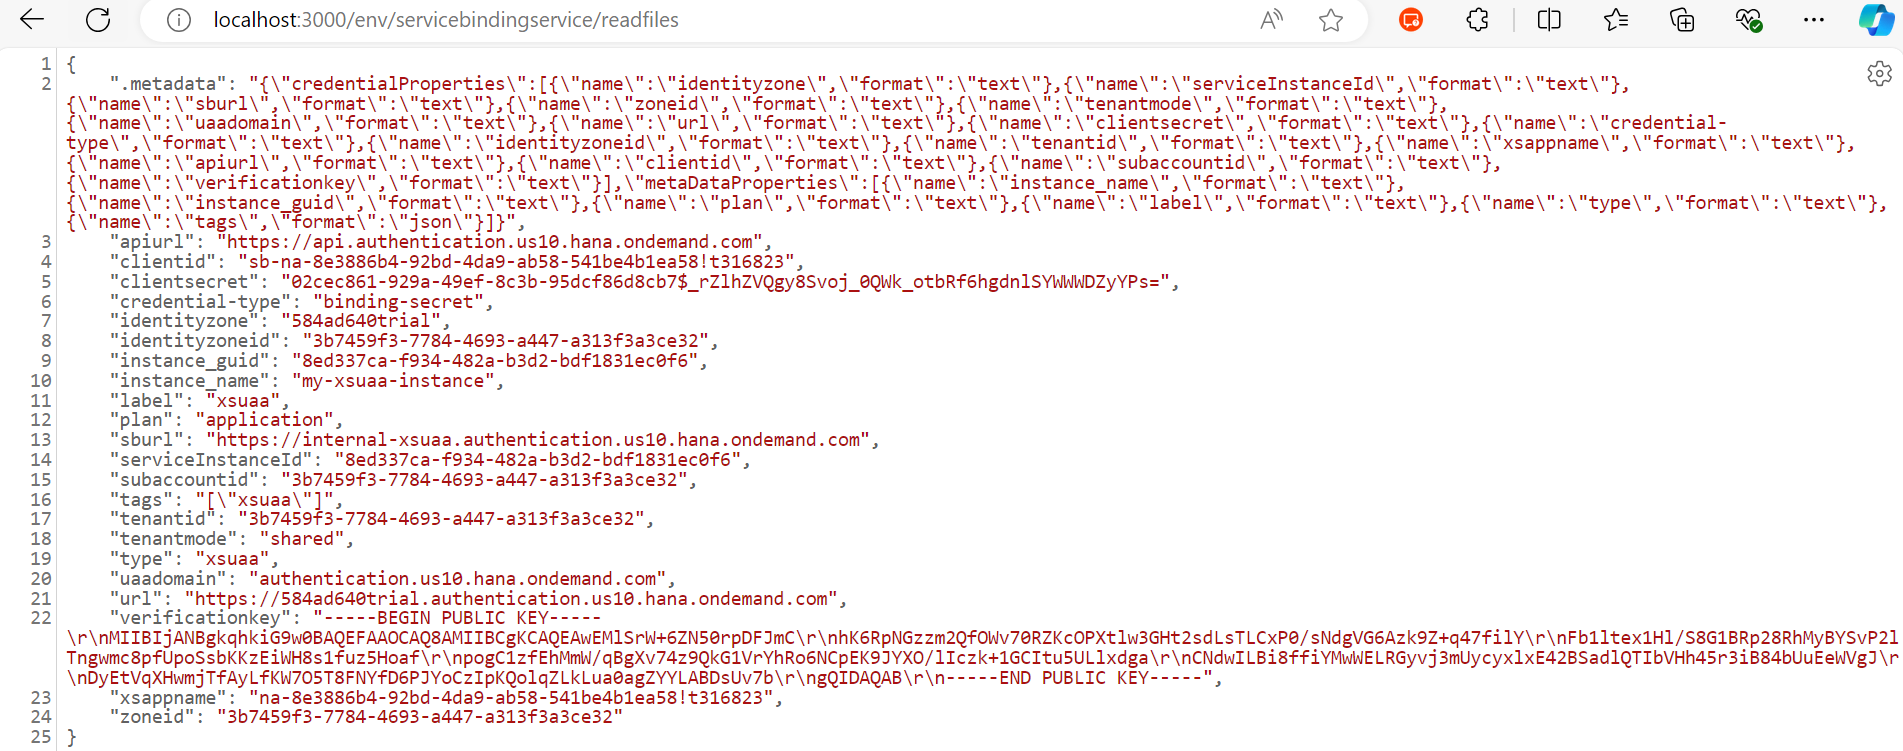 localhost:3000/env/servicebindingservice/readfiles
1 {
2 ".metadata": "{\"credentialProperties\":[{\"name\":\"identityzone\",\"format\":\"text\"},{\"name\":\"serviceInstanceId\",\"format\":\"text\"},
{\"name\":\"sburl\",\"format\":\"text\"},{\"name\":\"zoneid\",\"format\":\"text\"},{\"name\":\"tenantmode\",\"format\":\"text\"},
{\"name\":\"uaadomain\",\"format\":\"text\"},{\"name\":\"url\",\"format\":\"text\"},{\"name\":\"clientsecret\",\"format\":\"text\"},{\"name\":\"credential-
type\",\"format\":\"text\"},{\"name\":\"identityzoneid\",\"format\":\"text\"},{\"name\":\"tenantid\",\"format\":\"text\"},{\"name\":\"xsappname\",\"format\":\"text\"},
{\"name\":\"apiurl\",\"format\":\"text\"},{\"name\":\"clientid\",\"format\":\"text\"},{\"name\":\"subaccountid\",\"format\":\"text\"},
{\"name\":\"verificationkey\",\"format\":\"text\"}],\"metaDataProperties\":[{\"name\":\"instance_name\",\"format\":\"text\"},
{\"name\":\"instance_guid\",\"format\":\"text\"},{\"name\":\"plan\",\"format\":\"text\"},{\"name\":\"label\",\"format\":\"text\"},{\"name\":\"type\",\"format\":\"text\"},
{\"name\":\"tags\",\"format\":\"json\"}]}",
3 "apiurl": "https://api.authentication.us10.hana.ondemand.com",
4 "clientid": "sb-na-8e3886b4-92bd-4da9-ab58-541be4b1ea58!t316823",
5 "clientsecret": "02cec861-929a-49ef-8c3b-95dcf86d8cb7$_rZlhZVQgy8Svoj_0QWk_otbRf6hgdnlSYWWWDZyYPs=",
6 "credential-type": "binding-secret",
7 "identityzone": "584ad640trial",
8 "identityzoneid": "3b7459f3-7784-4693-a447-a313f3a3ce32",
9 "instance_guid": "8ed337ca-f934-482a-b3d2-bdf1831ec0f6",
10 "instance_name": "my-xsuaa-instance",
11 "label": "xsuaa",
12 "plan": "application",
13 "sburl": "https://internal-xsuaa.authentication.us10.hana.ondemand.com",
14 "serviceInstanceId": "8ed337ca-f934-482a-b3d2-bdf1831ec0f6",
15 "subaccountid": "3b7459f3-7784-4693-a447-a313f3a3ce32",
16 "tags": "[\"xsuaa\"]",
17 "tenantid": "3b7459f3-7784-4693-a447-a313f3a3ce32",
18 "tenantmode": "shared",
19 "type": "xsuaa",
20 "uaadomain": "authentication.us10.hana.ondemand.com",
21 "url": "https://584ad640trial.authentication.us10.hana.ondemand.com",
22 "verificationkey": "-----BEGIN PUBLIC KEY-----
\r\nMIIBIjANBgkqhkiG9w0BAQEFAAOCAQ8AMIIBCgKCAQEAwEMlSrW+6ZN50rpDFJmC\r\nhK6RpNGzzm2QfOWv70RZKcOPXtlw3GHt2sdLsTLCxP0/sNdgVG6Azk9Z+q47filY\r\nFb1ltex1Hl/S8G1BRp28RhMyBYSvP2l
Tngwmc8pfUpoSsbKKzEiWH8s1fuz5Hoaf\r\npogC1zfEhMmW/qBgXv74z9QkG1VrYhRo6NCpEK9JYXO/lIczk+1GCItu5ULlxdga\r\nCNdwILBi8ffiYMwWELRGyvj3mUycyxlxE42BSadlQTIbVHh45r3iB84bUuEeWVgJ\r
\nDyEtVqXHwmjTfAyLfKW7O5T8FNYfD6PJYoCzIpKQolqZLkLua0agZYYLABDsUv7b\r\ngQIDAQAB\r\n-----END PUBLIC KEY-----",
23 "xsappname": "na-8e3886b4-92bd-4da9-ab58-541be4b1ea58!t316823",
24 "zoneid": "3b7459f3-7784-4693-a447-a313f3a3ce32"
25 }